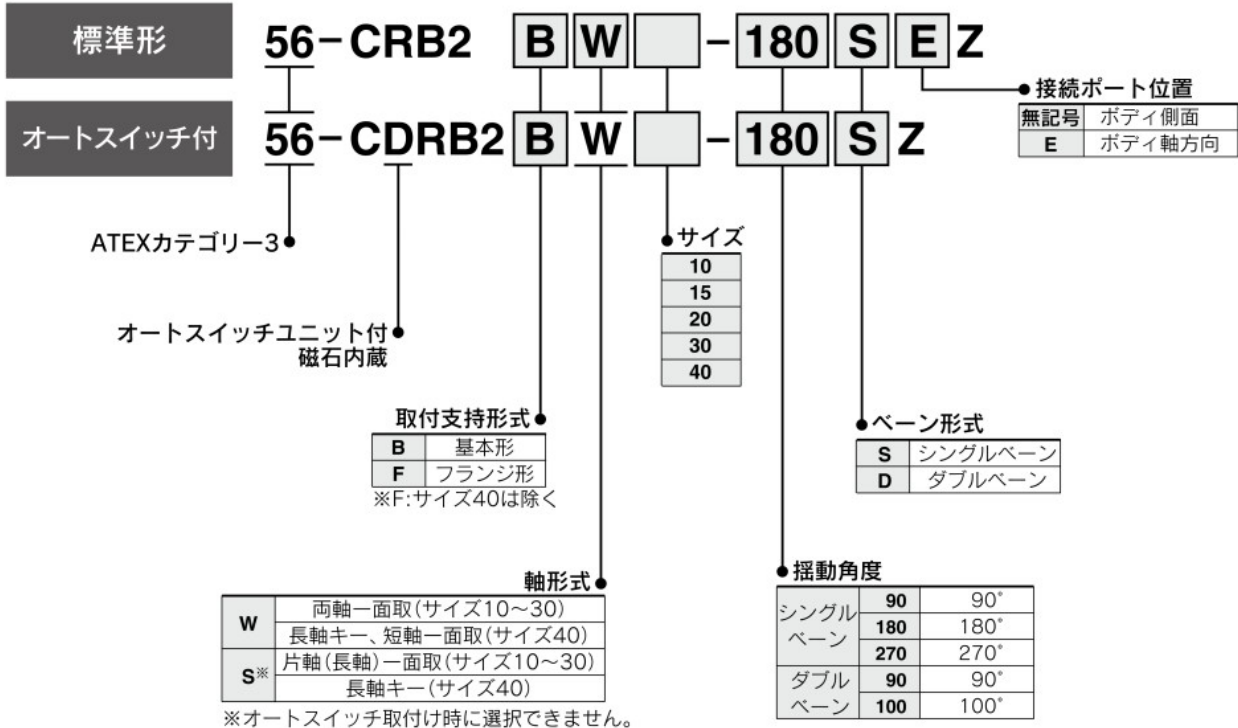 標準形
56-CRB2 B W -180 S E Z
接続ポート位置
無記号 ボディ側面
E ボディ軸方向
オートスイッチ付
56-CDRB2 B W -180 S Z
ATEXカテゴリー3
オートスイッチユニット付
磁石内蔵
サイズ
10
15
20
30
40
取付支持形式
B 基本形
F フランジ形
※F:サイズ40は除く
ベーン形式
S シングルベーン
D ダブルベーン
軸形式
W 両軸一面取(サイズ10〜30)
長軸キー、短軸一面取(サイズ40)
S※ 片軸(長軸)一面取(サイズ10〜30)
長軸キー(サイズ40)
※オートスイッチ取付け時に選択できません。
揺動角度
シングルベーン 90 90°
180 180°
270 270°
ダブルベーン 90 90°
100 100°